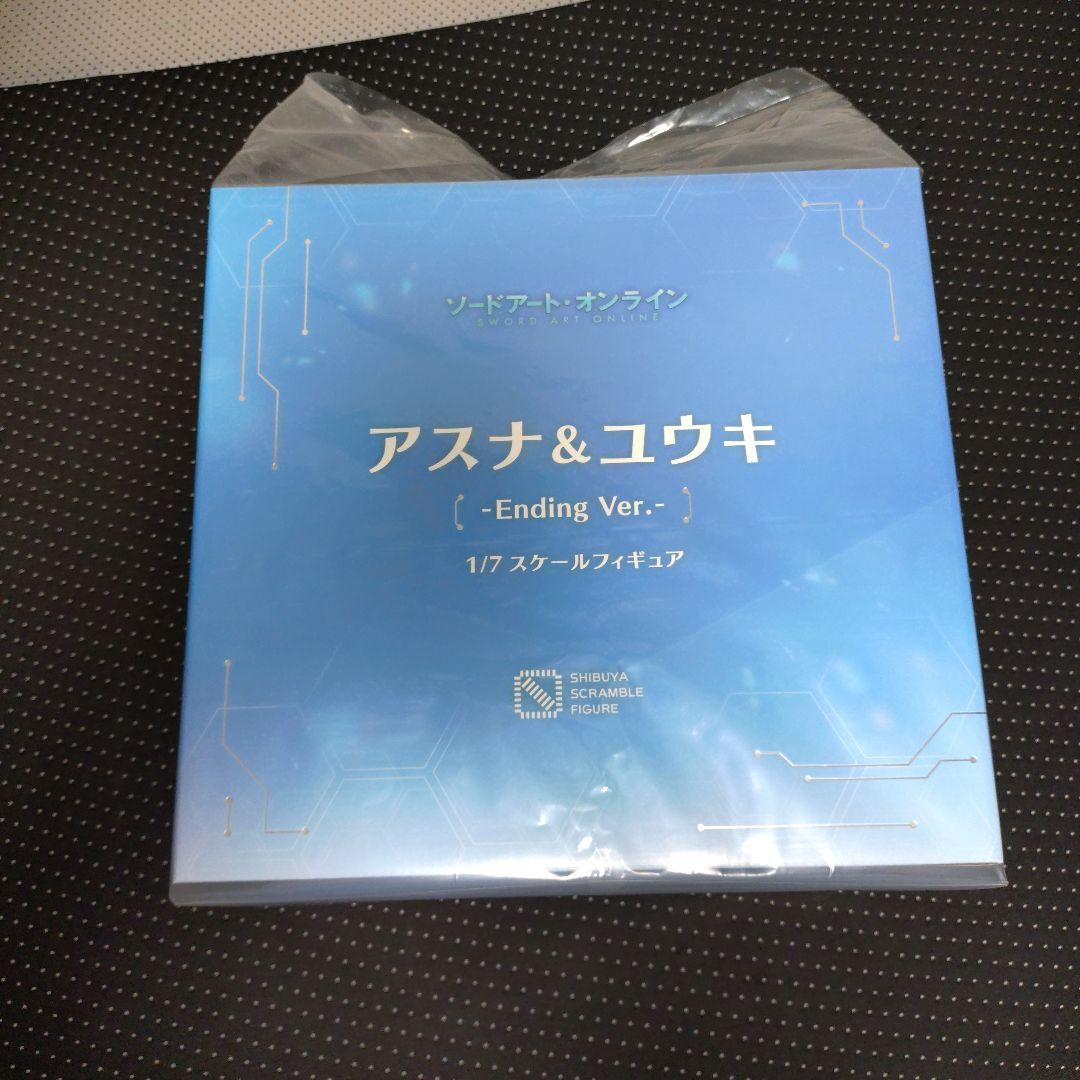 ソードアート・オンライン
SWORD ART ONLINE
アスナ&ユウキ
-Ending Ver.-
1/7 スケールフィギュア
SHIBUYA
SCRAMBLE
FIGURE